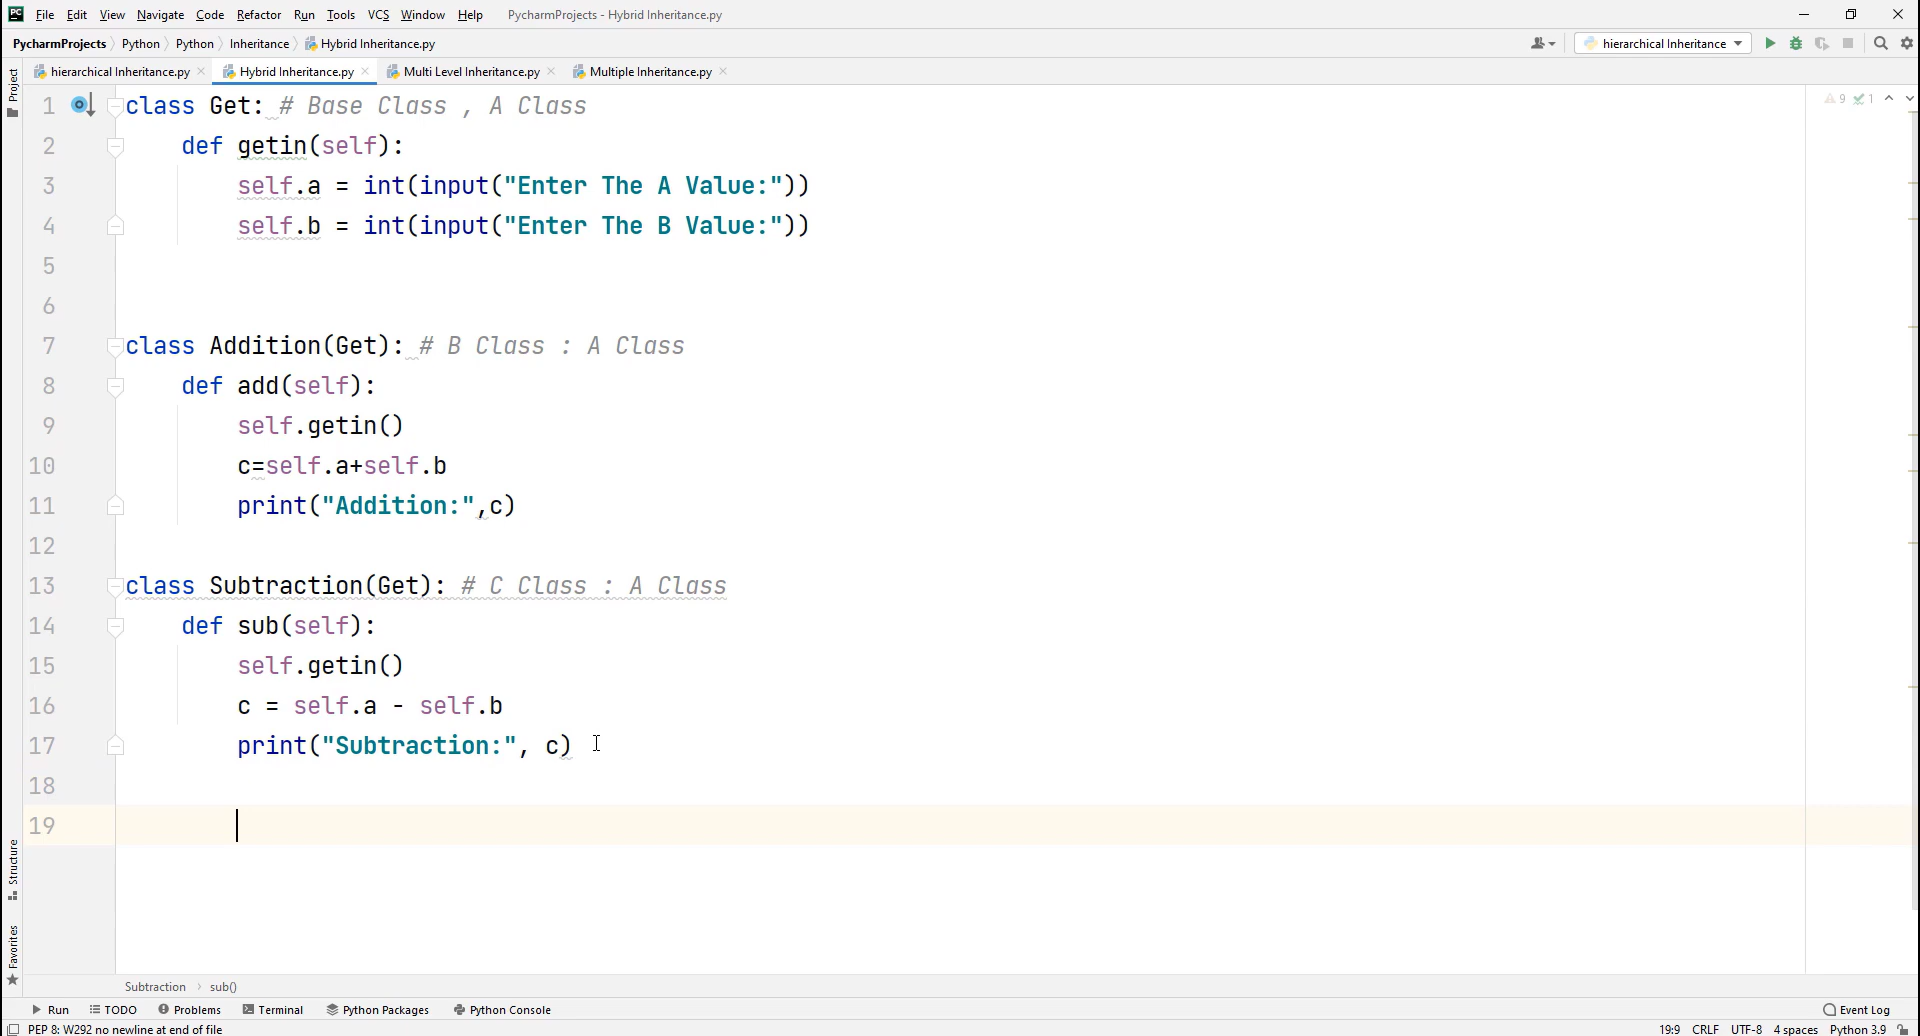 PC File Edit View Navigate Code Refactor Run Tools VCS Window Help PycharmProjects - Hybrid Inheritance.py
PycharmProjects Python Python Inheritance Hybrid Inheritance.py hierarchical Inheritance
Project hierarchical Inheritance.py Hybrid Inheritance.py Multi Level Inheritance.py Multiple Inheritance.py
1 class Get: # Base Class , A Class 9 1
2 def getin(self):
3 self.a = int(input("Enter The A Value:"))
4 self.b = int(input("Enter The B Value:"))
5
6
7 class Addition(Get): # B Class : A Class
8 def add(self):
9 self.getin()
10 c=self.a+self.b
11 print("Addition:",c)
12
13 class Subtraction(Get): # C Class : A Class
14 def sub(self):
15 self.getin()
16 c = self.a - self.b
17 print("Subtraction:", c)
18
19
Structure
Favorites
Subtraction sub()
Run TODO Problems Terminal Python Packages Python Console Event Log
PEP 8: W292 no newline at end of file 19:9 CRLF UTF-8 4 spaces Python 3.9